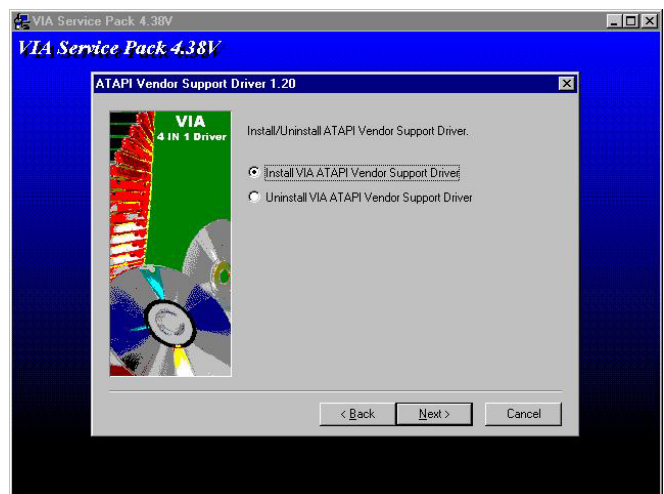 VIA Service Pack 4.38V
VIA Service Pack 4.38V
ATAPI Vendor Support Driver 1.20
VIA
4 IN 1 Driver
Install/Uninstall ATAPI Vendor Support Driver.
Install VIA ATAPI Vendor Support Driver
Uninstall VIA ATAPI Vendor Support Driver
< Back Next > Cancel